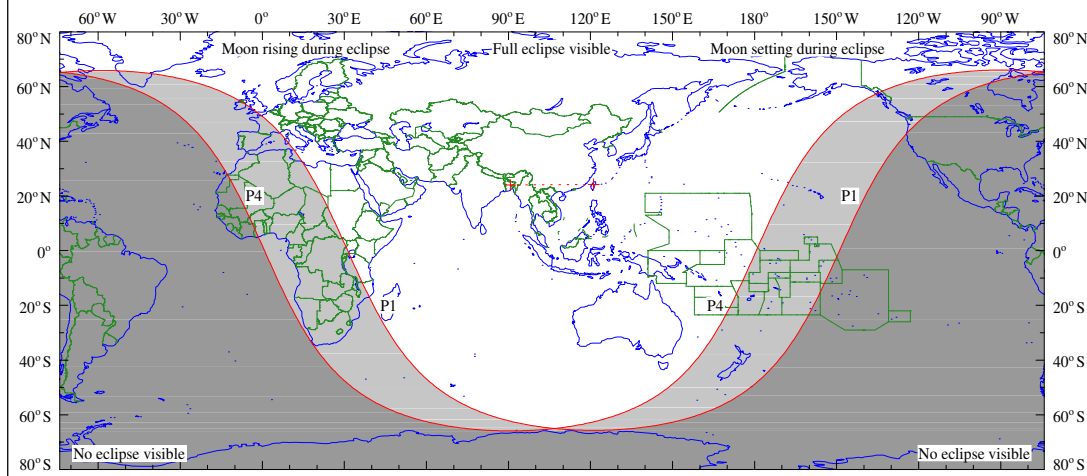 60° W 30° W 0° 30° E 60° E 90° E 120° E 150° E 180° W 150° W 120° W 90° W
80° N 80° N
Moon rising during eclipse Full eclipse visible Moon setting during eclipse
60° N 60° N
40° N 40° N
20° N P4 P1 20° N
0° 0°
20° S P1 P4 20° S
40° S 40° S
60° S 60° S
No eclipse visible No eclipse visible
80° S 80° S